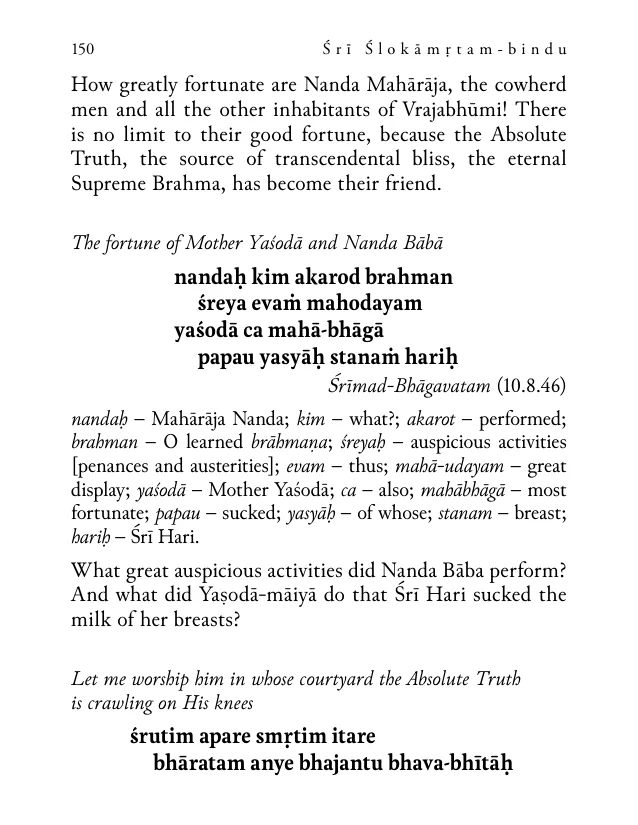 150 Śrī Ślokāmṛtam-bindu
How greatly fortunate are Nanda Mahārāja, the cowherd
men and all the other inhabitants of Vrajabhūmi! There
is no limit to their good fortune, because the Absolute
Truth, the source of transcendental bliss, the eternal
Supreme Brahma, has become their friend.
The fortune of Mother Yaśodā and Nanda Bābā
nandaḥ kim akarod brahman
śreya evaṁ mahodayam
yaśodā ca mahā-bhāgā
papau yasyāḥ stanaṁ hariḥ
Śrīmad-Bhāgavatam (10.8.46)
nandaḥ – Mahārāja Nanda; kim – what?; akarot – performed;
brahman – O learned brāhmaṇa; śreyaḥ – auspicious activities
[penances and austerities]; evam – thus; mahā-udayam – great
display; yaśodā – Mother Yaśodā; ca – also; mahābhāgā – most
fortunate; papau – sucked; yasyāḥ – of whose; stanam – breast;
hariḥ – Śrī Hari.
What great auspicious activities did Nanda Bāba perform?
And what did Yaṣodā-māiyā do that Śrī Hari sucked the
milk of her breasts?
Let me worship him in whose courtyard the Absolute Truth
is crawling on His knees
śrutim apare smṛtim itare
bhāratam anye bhajantu bhava-bhītāḥ